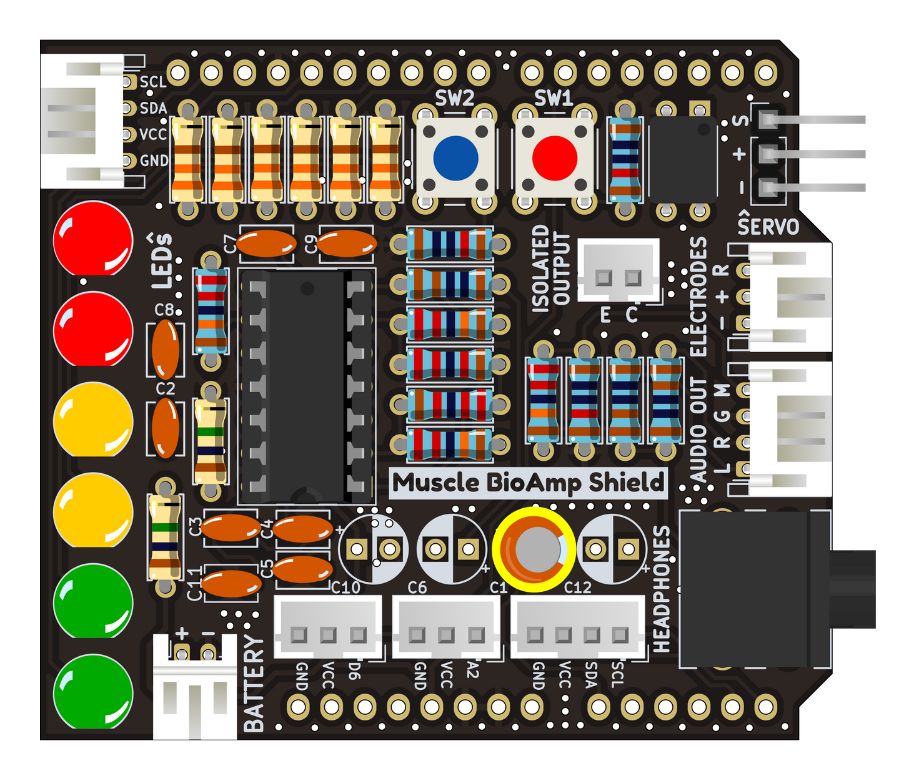 SCL
SDA
VCC
GND
SW2
SW1
S
+
−
SERVO
LEDs
C7
C9
ISOLATED
OUTPUT
E C
ELECTRODES
− + R
C8
C2
AUDIO OUT
L R G M
Muscle BioAmp Shield
C3
C4
+
C11
C5
C10
C6
+
C1
C12
+
HEADPHONES
GND
VCC
D6
GND
VCC
A2
GND
VCC
SDA
SCL
+ −
BATTERY